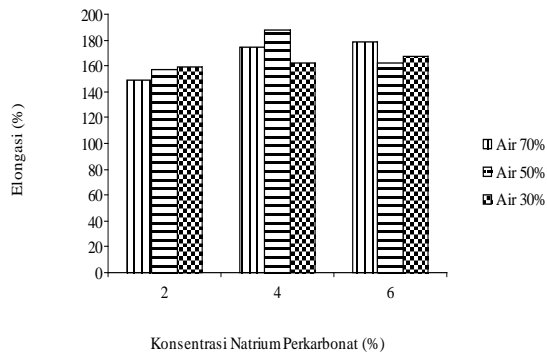 200
180
160
140
120
100
80
60
40
20
0
Elongasi (%)
2 4 6
Konsentrasi Natrium Perkarbonat (%)
Air 70%
Air 50%
Air 30%